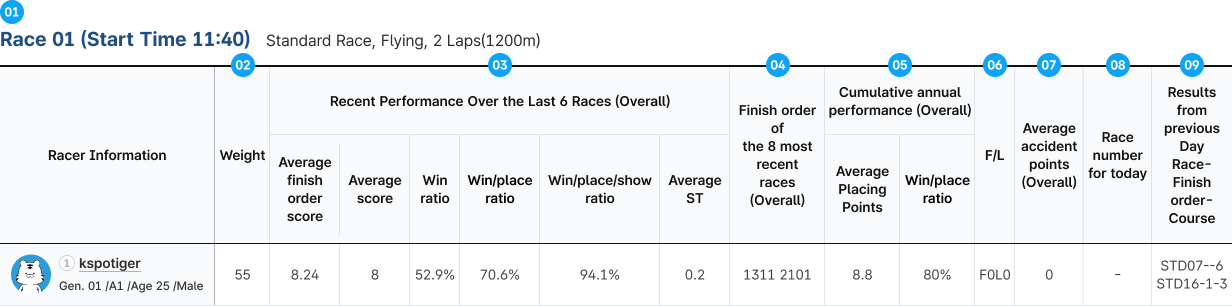 01
Race 01 (Start Time 11:40) Standard Race, Flying, 2 Laps(1200m)
02 03 04 05 06 07 08 09
Racer Information
Weight
Recent Performance Over the Last 6 Races (Overall)
Average
finish
order
score
Average
score
Win
ratio
Win/place
ratio
Win/place/show
ratio
Average
ST
Finish order
of
the 8 most
recent
races
(Overall)
Cumulative annual
performance (Overall)
Average
Placing
Points
Win/place
ratio
F/L
Average
accident
points
(Overall)
Race
number
for today
Results
from
previous
Day
Race-
Finish
order-
Course
1 kspotiger
Gen. 01 /A1 /Age 25 /Male
55
8.24
8
52.9%
70.6%
94.1%
0.2
1311 2101
8.8
80%
F0L0
0
-
STD07--6
STD16-1-3